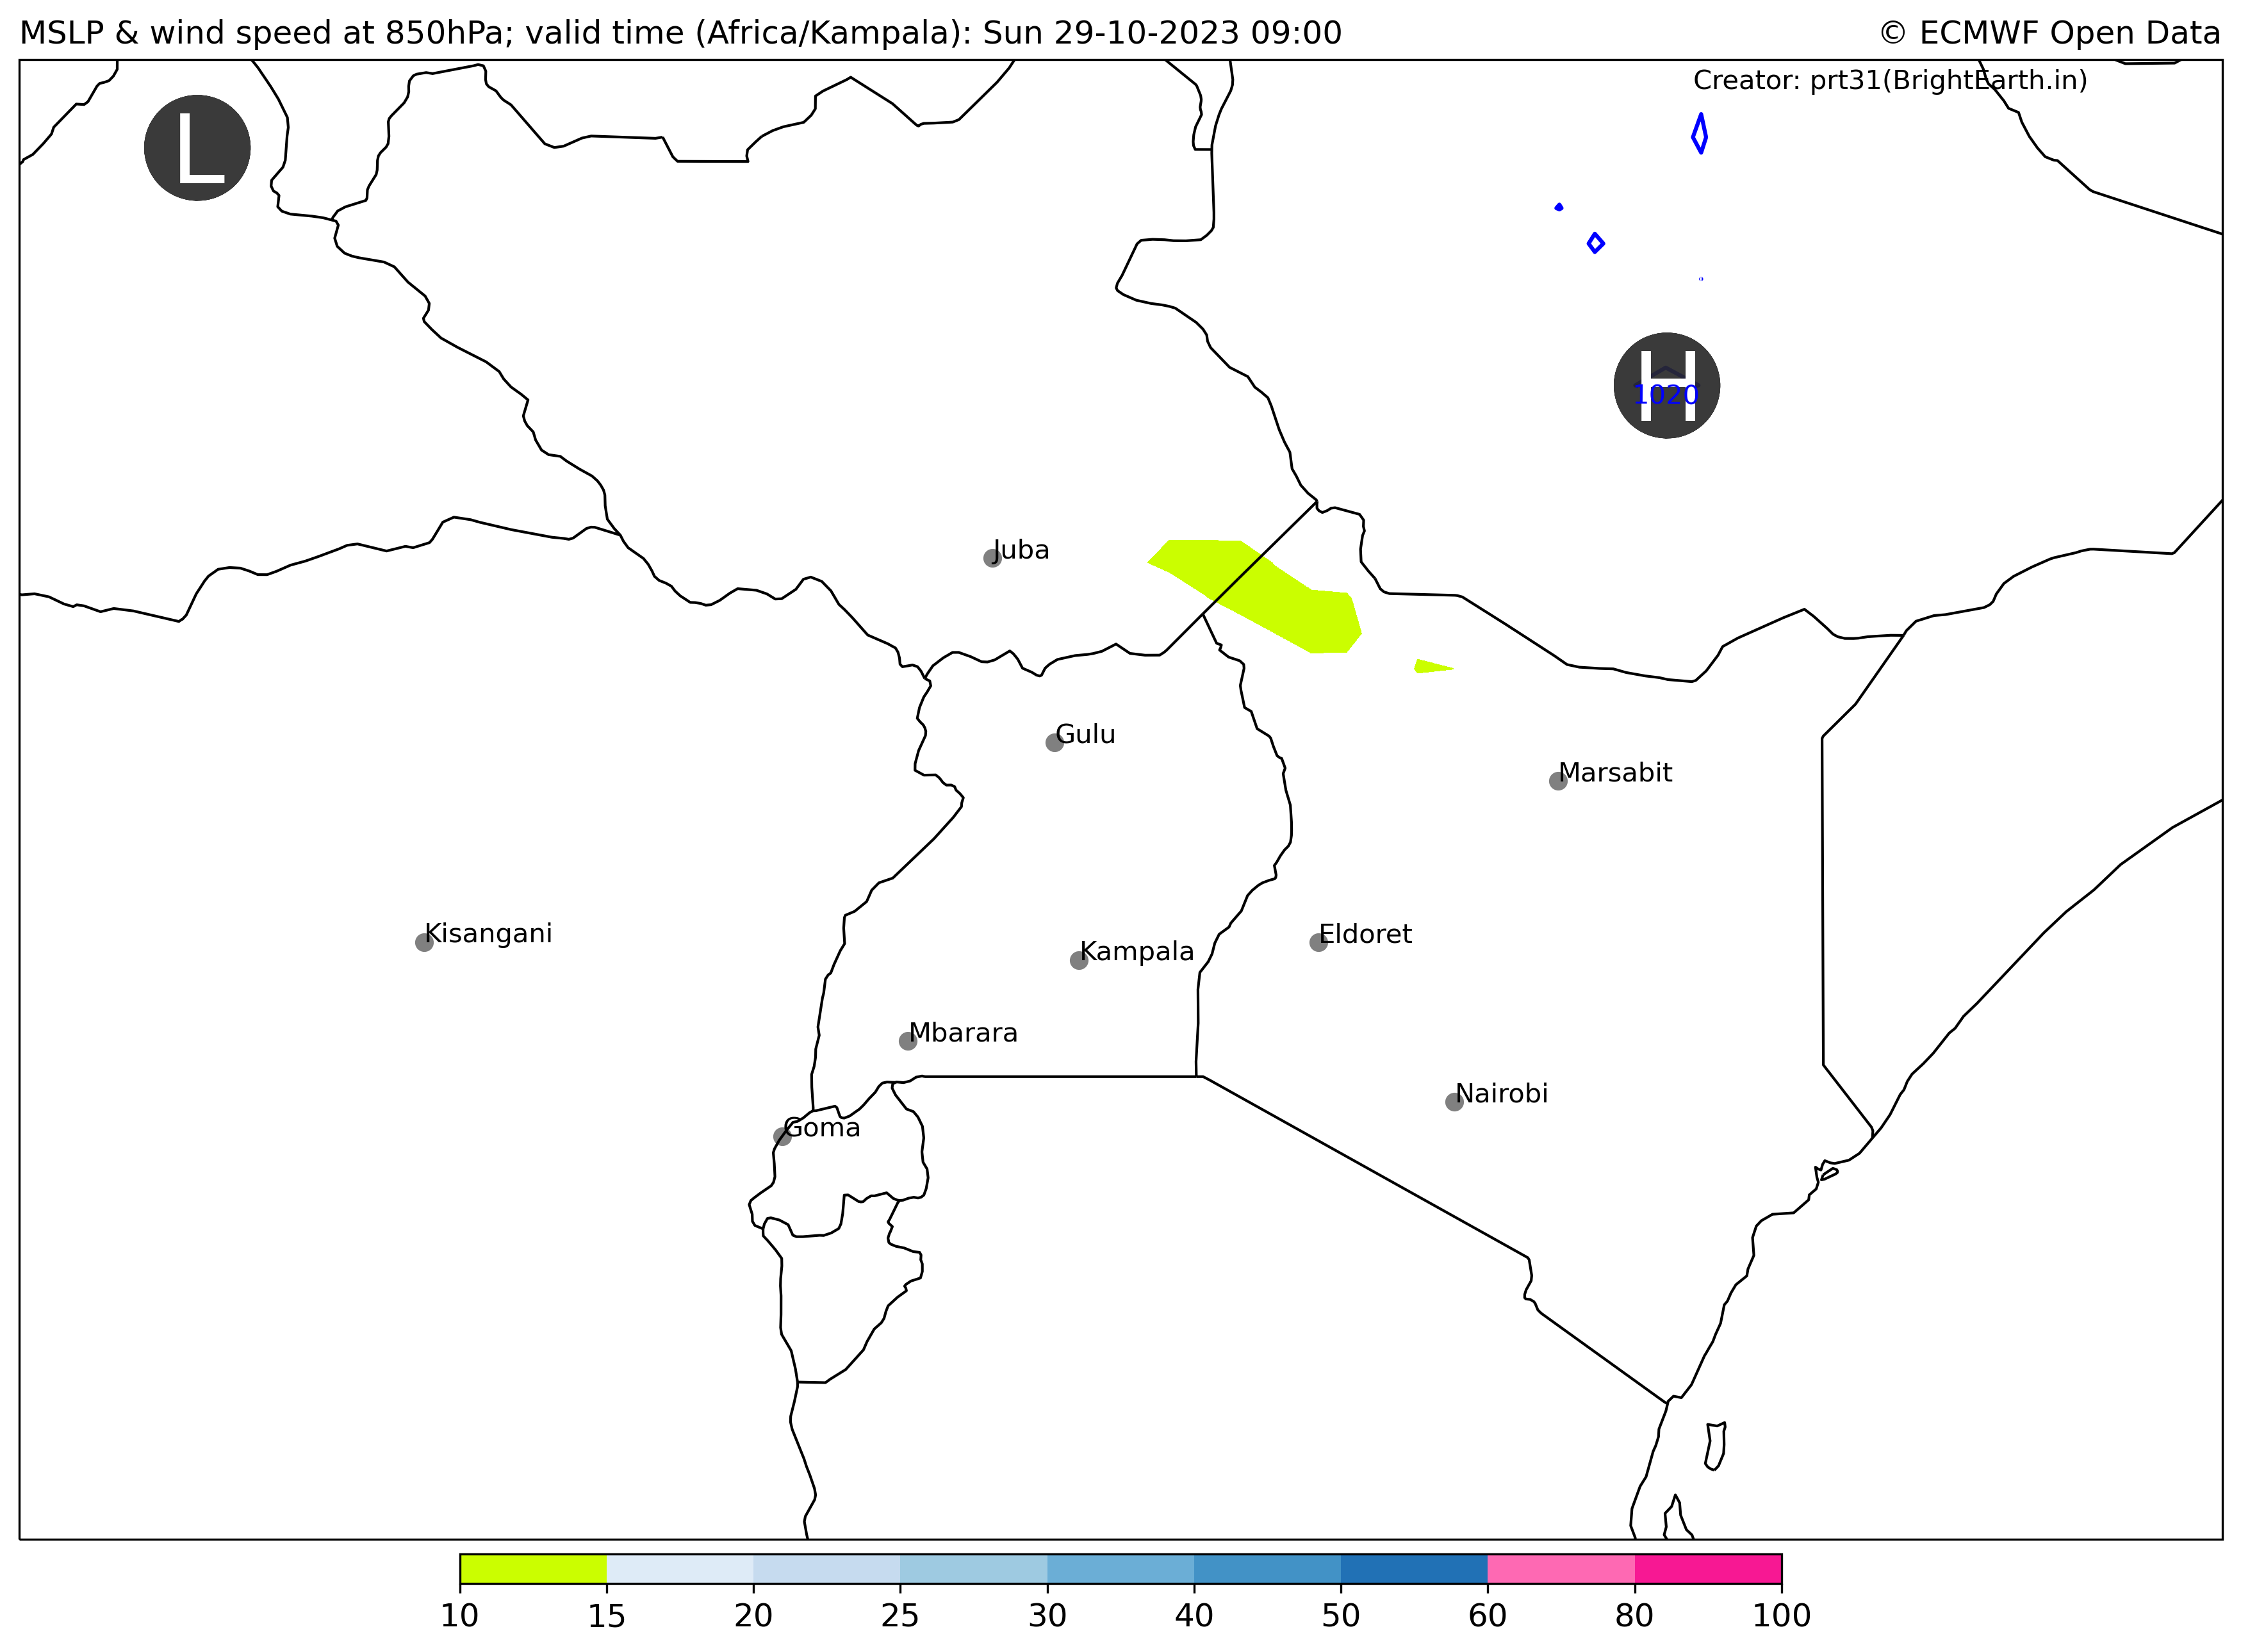 MSLP & wind speed at 850hPa; valid time (Africa/Kampala): Sun 29-10-2023 09:00
© ECMWF Open Data
Creator: prt31(BrightEarth.in)
L
H
1020
Juba
Gulu
Marsabit
Kisangani
Eldoret
Kampala
Mbarara
Nairobi
Goma
10 15 20 25 30 40 50 60 80 100